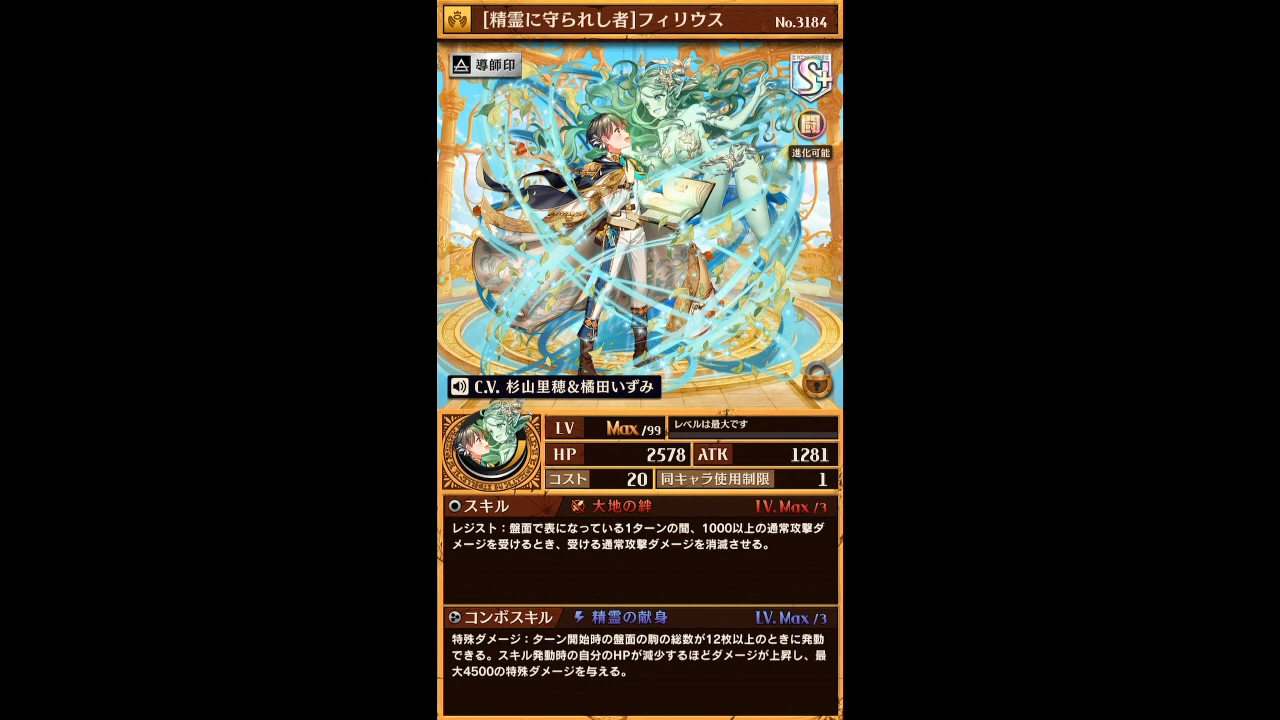 [精霊に守られし者]フィリウス
No.3184
導師印
S+
闘
進化可能
C.V. 杉山里穂&橘田いずみ
LV Max /99 レベルは最大です
HP 2578 ATK 1281
コスト 20 同キャラ使用制限 1
スキル 大地の絆 LV. Max /3
レジスト：盤面で表になっている1ターンの間、1000以上の通常攻撃ダ
メージを受けるとき、受ける通常攻撃ダメージを消滅させる。
コンボスキル 精霊の献身 LV. Max /3
特殊ダメージ：ターン開始時の盤面の駒の総数が12枚以上のときに発動
できる。スキル発動時の自分のHPが減少するほどダメージが上昇し、最
大4500の特殊ダメージを与える。